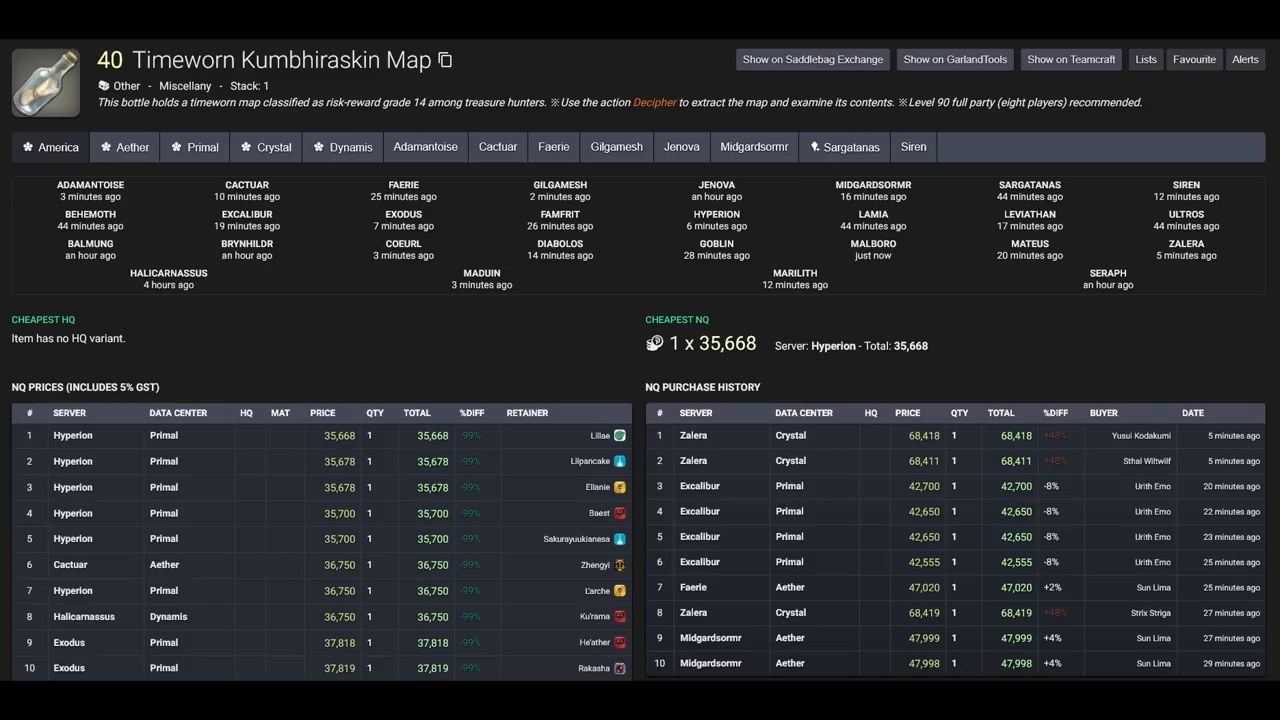 40 Timeworn Kumbhiraskin Map
Show on Saddlebag Exchange Show on GarlandTools Show on Teamcraft Lists Favourite Alerts
Other - Miscellany - Stack: 1
This bottle holds a timeworn map classified as risk-reward grade 14 among treasure hunters. ※Use the action Decipher to extract the map and examine its contents. ※Level 90 full party (eight players) recommended.
America Aether Primal Crystal Dynamis Adamantoise Cactuar Faerie Gilgamesh Jenova Midgardsormr Sargatanas Siren
ADAMANTOISE CACTUAR FAERIE GILGAMESH JENOVA MIDGARDSORMR SARGATANAS SIREN
3 minutes ago 10 minutes ago 25 minutes ago 2 minutes ago an hour ago 16 minutes ago 44 minutes ago 12 minutes ago
BEHEMOTH EXCALIBUR EXODUS FAMFRIT HYPERION LAMIA LEVIATHAN ULTROS
44 minutes ago 19 minutes ago 7 minutes ago 26 minutes ago 6 minutes ago 44 minutes ago 17 minutes ago 44 minutes ago
BALMUNG BRYNHILDR COEURL DIABOLOS GOBLIN MALBORO MATEUS ZALERA
an hour ago an hour ago 3 minutes ago 14 minutes ago 28 minutes ago just now 20 minutes ago 5 minutes ago
HALICARNASSUS MADUIN MARILITH SERAPH
4 hours ago 3 minutes ago 12 minutes ago an hour ago
CHEAPEST HQ
Item has no HQ variant.
CHEAPEST NQ
1 x 35,668 Server: Hyperion - Total: 35,668
NQ PRICES (INCLUDES 5% GST)
# SERVER DATA CENTER HQ MAT PRICE QTY TOTAL %DIFF RETAINER
1 Hyperion Primal 35,668 1 35,668 -99% Lillae
2 Hyperion Primal 35,678 1 35,678 -99% Lilpancake
3 Hyperion Primal 35,678 1 35,678 -99% Ellanie
4 Hyperion Primal 35,700 1 35,700 -99% Baest
5 Hyperion Primal 35,700 1 35,700 -99% Sakurayuukianesa
6 Cactuar Aether 36,750 1 36,750 -99% Zhengyi
7 Hyperion Primal 36,750 1 36,750 -99% L'arche
8 Halicarnassus Dynamis 36,750 1 36,750 -99% Ku'rama
9 Exodus Primal 37,818 1 37,818 -99% He'ather
10 Exodus Primal 37,819 1 37,819 -99% Rakasha
NQ PURCHASE HISTORY
# SERVER DATA CENTER HQ PRICE QTY TOTAL %DIFF BUYER DATE
1 Zalera Crystal 68,418 1 68,418 +48% Yusui Kodakumi 5 minutes ago
2 Zalera Crystal 68,411 1 68,411 +48% Sthal Wiltwilf 5 minutes ago
3 Excalibur Primal 42,700 1 42,700 -8% Urith Emo 20 minutes ago
4 Excalibur Primal 42,650 1 42,650 -8% Urith Emo 22 minutes ago
5 Excalibur Primal 42,650 1 42,650 -8% Urith Emo 23 minutes ago
6 Excalibur Primal 42,555 1 42,555 -8% Urith Emo 25 minutes ago
7 Faerie Aether 47,020 1 47,020 +2% Sun Lima 25 minutes ago
8 Zalera Crystal 68,419 1 68,419 +48% Strix Striga 27 minutes ago
9 Midgardsormr Aether 47,999 1 47,999 +4% Sun Lima 27 minutes ago
10 Midgardsormr Aether 47,998 1 47,998 +4% Sun Lima 29 minutes ago